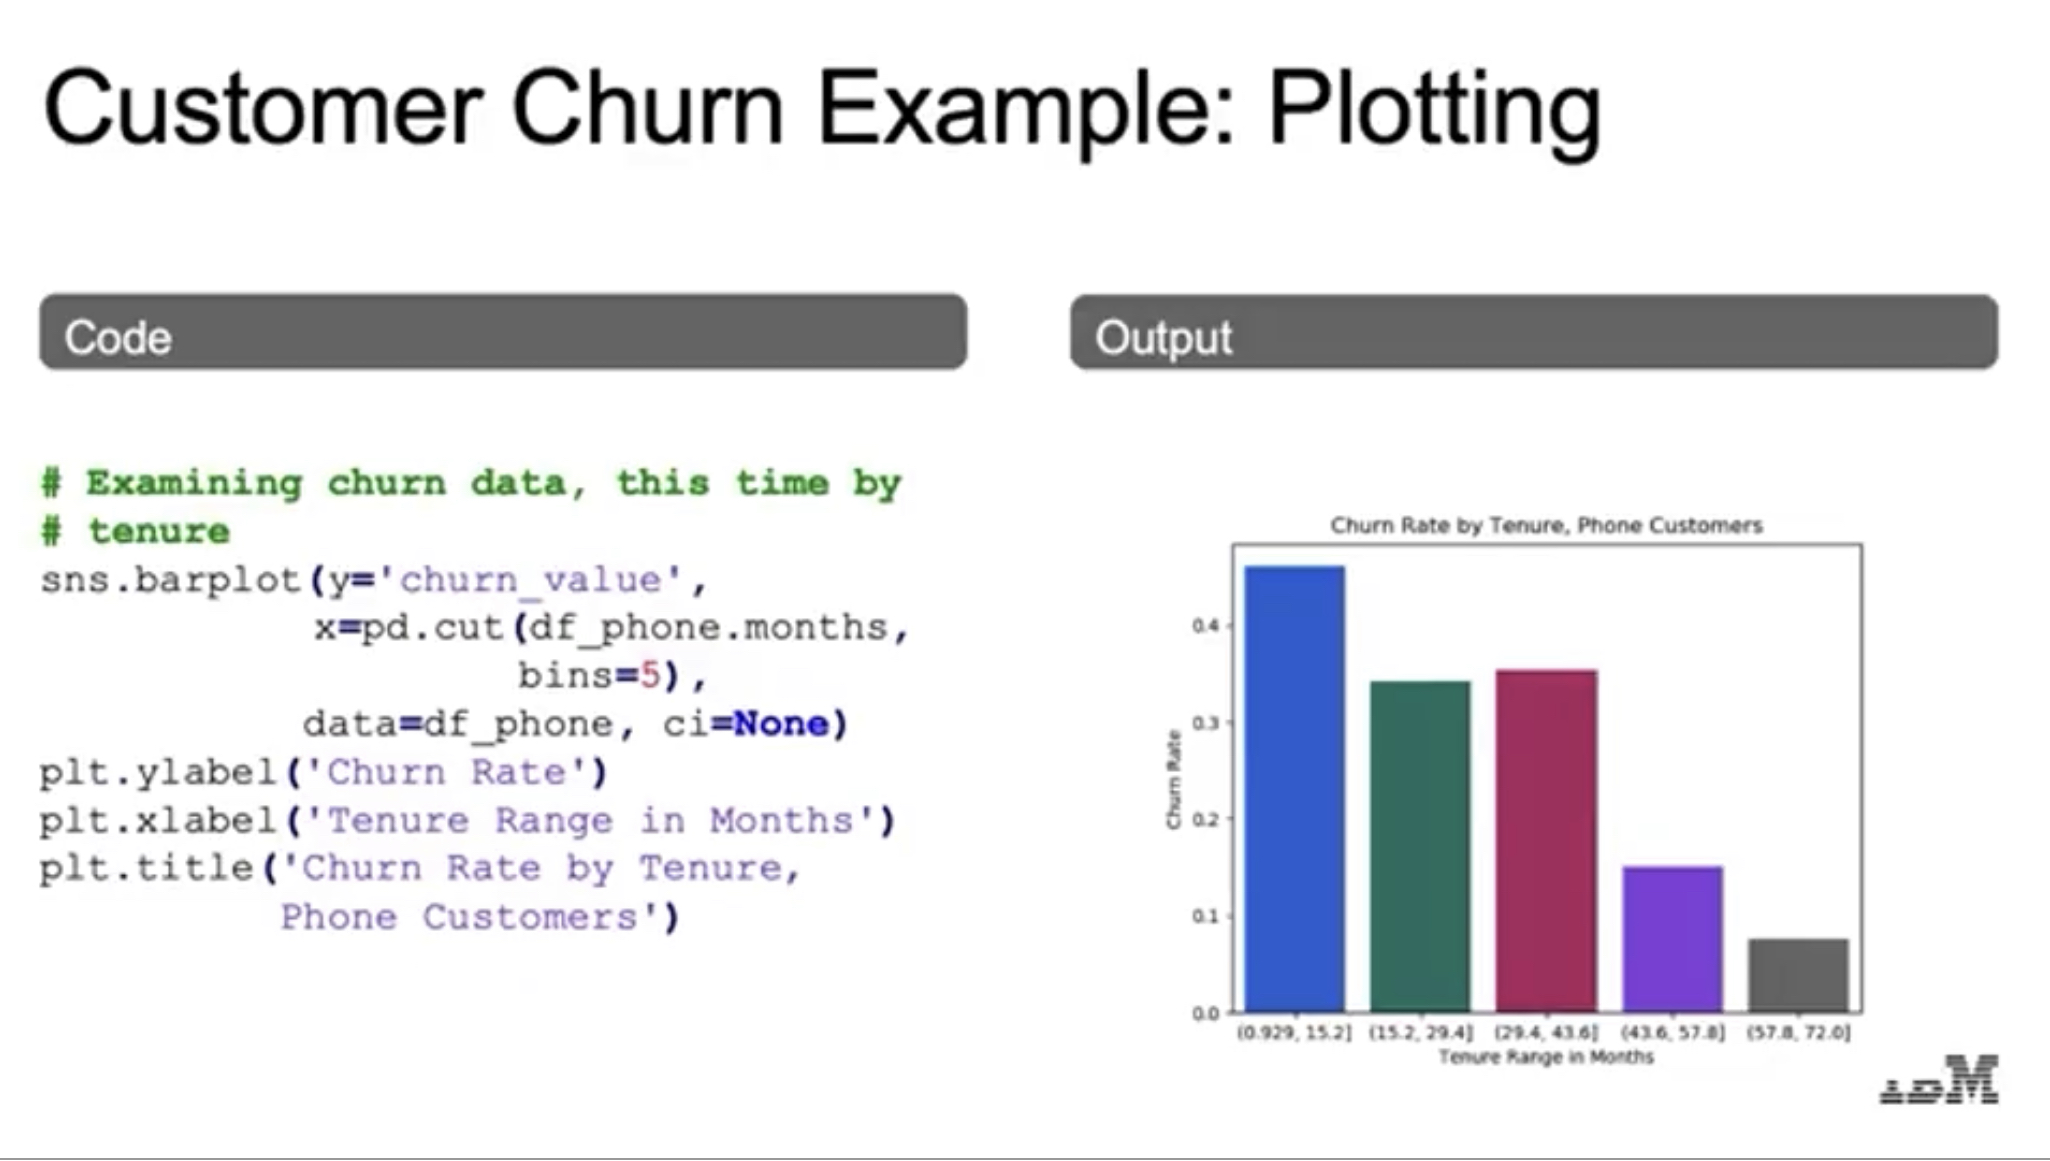 Customer Churn Example: Plotting
Code
# Examining churn data, this time by
# tenure
sns.barplot(y='churn_value',
x=pd.cut(df_phone.months,
bins=5),
data=df_phone, ci=None)
plt.ylabel('Churn Rate')
plt.xlabel('Tenure Range in Months')
plt.title('Churn Rate by Tenure,
Phone Customers')
Output
Churn Rate by Tenure, Phone Customers
Churn Rate
0.4
0.3
0.2
0.1
0.0
(0.929, 15.2] (15.2, 29.4] (29.4, 43.6] (43.6, 57.8] (57.8, 72.0]
Tenure Range in Months
IBM